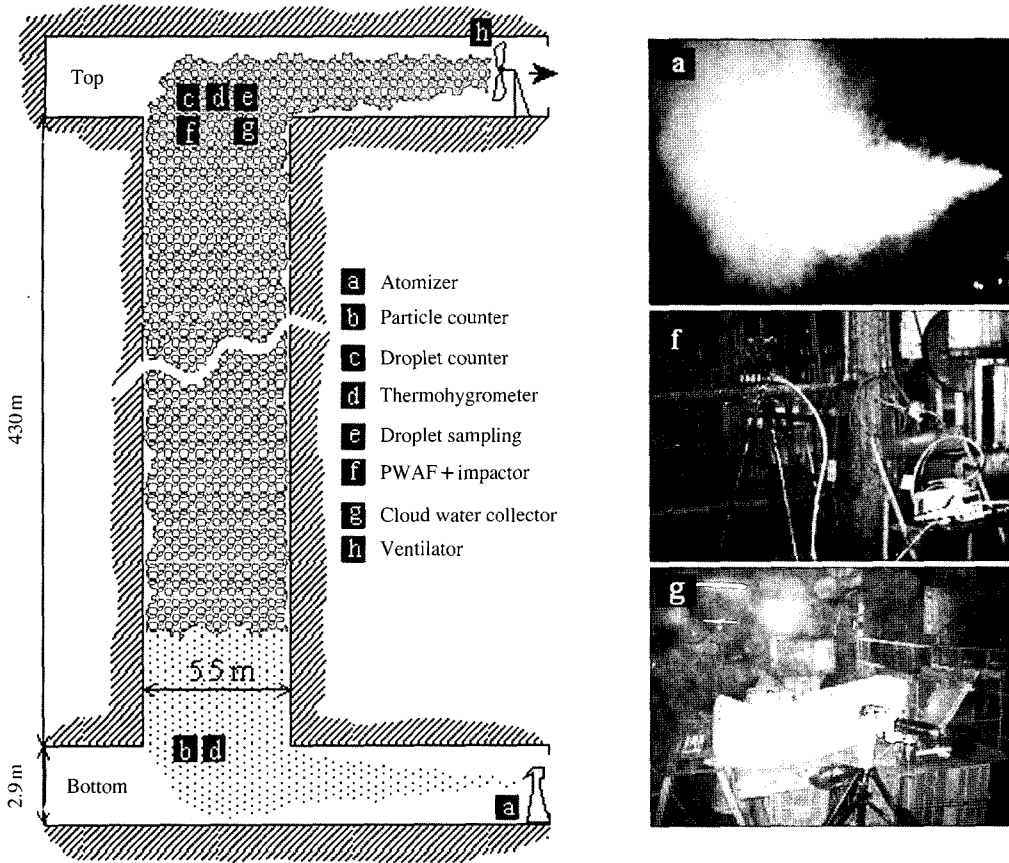 h
Top
c d e
f g
430 m
a Atomizer
b Particle counter
c Droplet counter
d Thermohygrometer
e Droplet sampling
f PWAF + impactor
g Cloud water collector
h Ventilator
5.5 m
b d
2.9 m
Bottom
a
a
f
g